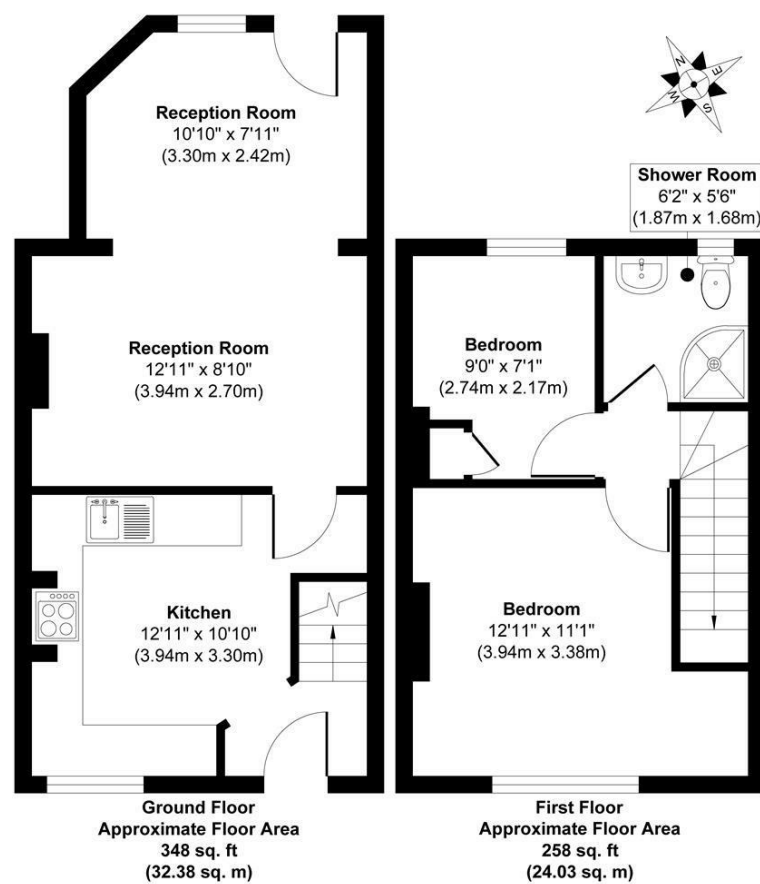 Reception Room
10'10" x 7'11"
(3.30m x 2.42m)
N
E
S
W
Shower Room
6'2" x 5'6"
(1.87m x 1.68m)
Reception Room
12'11" x 8'10"
(3.94m x 2.70m)
Bedroom
9'0" x 7'1"
(2.74m x 2.17m)
Kitchen
12'11" x 10'10"
(3.94m x 3.30m)
Bedroom
12'11" x 11'1"
(3.94m x 3.38m)
Ground Floor
Approximate Floor Area
348 sq. ft
(32.38 sq. m)
First Floor
Approximate Floor Area
258 sq. ft
(24.03 sq. m)